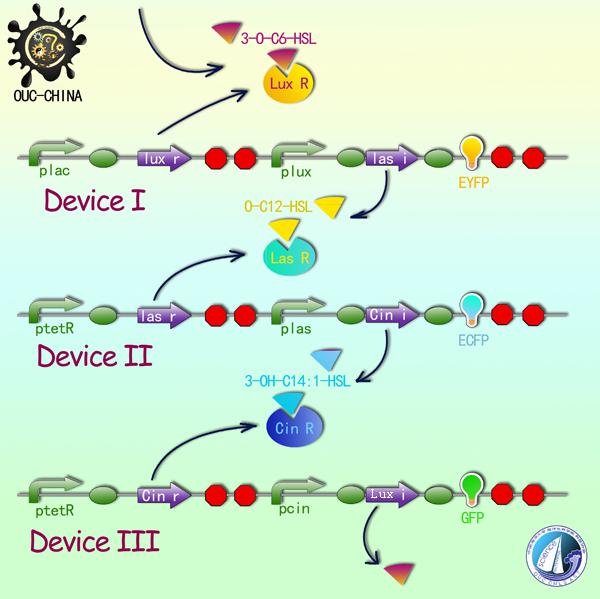 3-O-C6-HSL
Lux R
OUC-CHINA
lux r
las i
plac
plux
EYFP
Device I
O-C12-HSL
Las R
las r
Cin i
ptetR
plas
ECFP
Device II
3-OH-C14:1-HSL
Cin R
Cin r
Lux i
ptetR
pcin
GFP
Device III
science